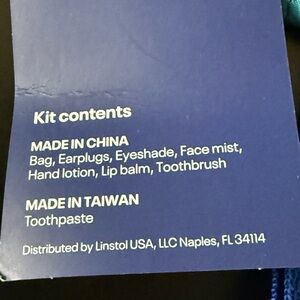 Kit contents
MADE IN CHINA
Bag, Earplugs, Eyeshade, Face mist,
Hand lotion, Lip balm, Toothbrush
MADE IN TAIWAN
Toothpaste
Distributed by Linstol USA, LLC Naples, FL 34114